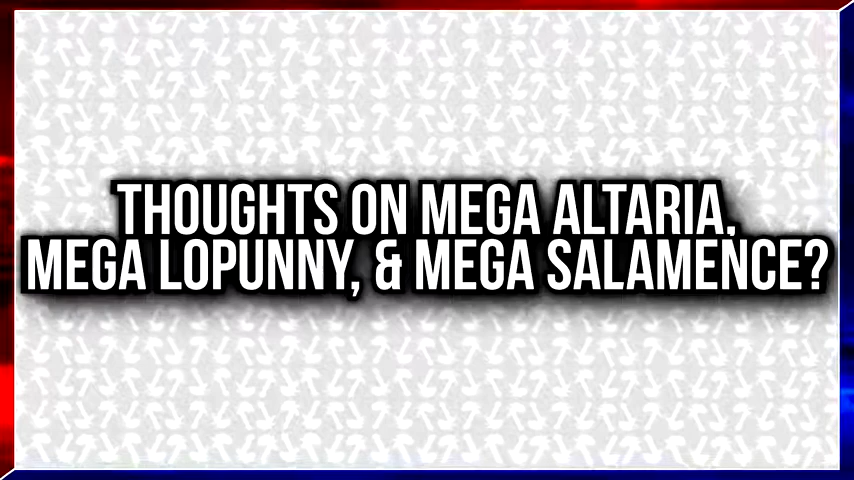 THOUGHTS ON MEGA ALTARIA,
MEGA LOPUNNY, & MEGA SALAMENCE?